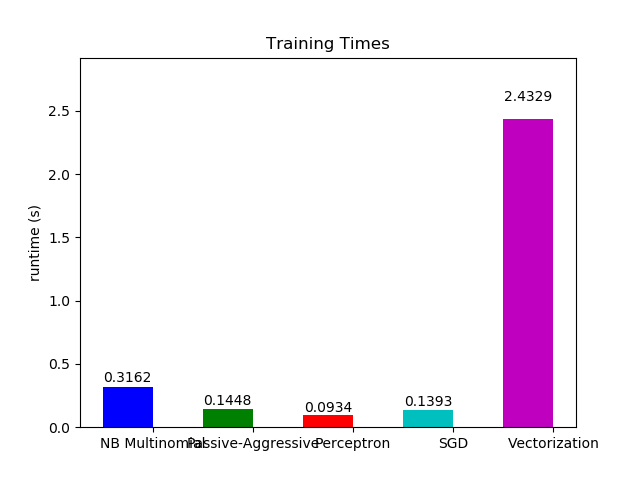 Training Times
runtime (s)
2.5
2.0
1.5
1.0
0.5
0.0
0.3162
0.1448
0.0934
0.1393
2.4329
NB Multinomial
Passive-Aggressive
Perceptron
SGD
Vectorization